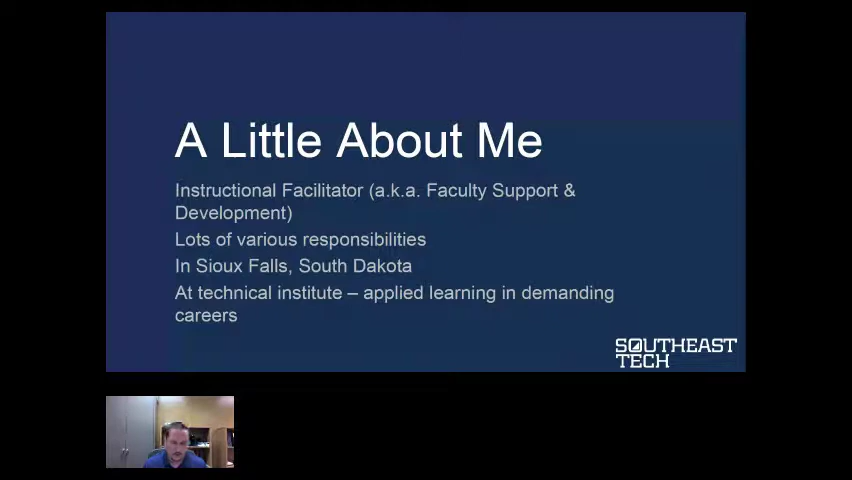 A Little About Me
Instructional Facilitator (a.k.a. Faculty Support &
Development)
Lots of various responsibilities
In Sioux Falls, South Dakota
At technical institute – applied learning in demanding
careers
SOUTHEAST
TECH